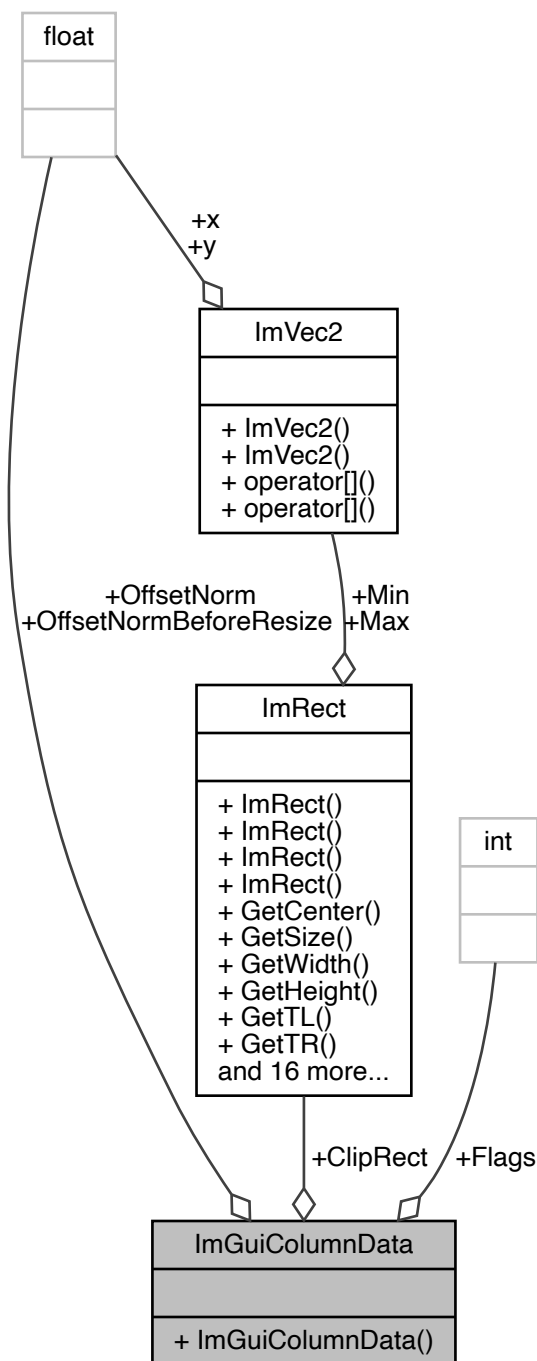 float
+x
+y
ImVec2
+ ImVec2()
+ ImVec2()
+ operator[]()
+ operator[]()
+OffsetNorm
+OffsetNormBeforeResize
+Min
+Max
ImRect
+ ImRect()
+ ImRect()
+ ImRect()
+ ImRect()
+ GetCenter()
+ GetSize()
+ GetWidth()
+ GetHeight()
+ GetTL()
+ GetTR()
and 16 more...
int
+ClipRect
+Flags
ImGuiColumnData
+ ImGuiColumnData()